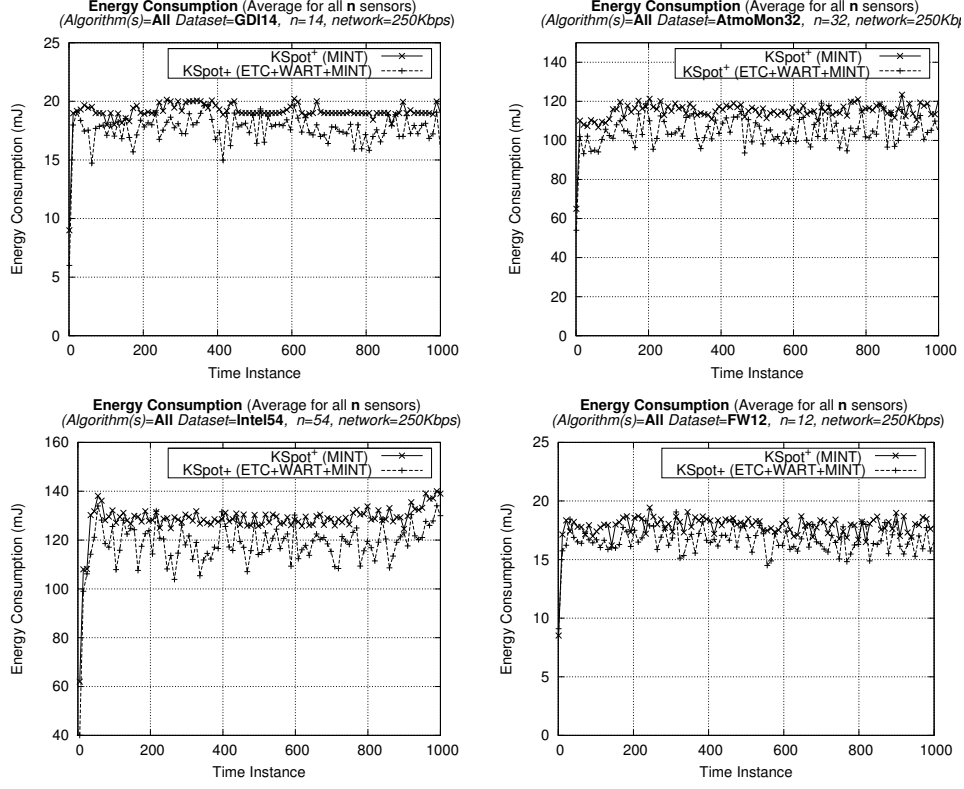 Energy Consumption (Average for all n sensors)
(Algorithm(s)=All Dataset=GDI14, n=14, network=250Kbps)
25
20
15
10
5
0
Energy Consumption (mJ)
KSpot+ (MINT)
KSpot+ (ETC+WART+MINT)
0 200 400 600 800 1000
Time Instance
Energy Consumption (Average for all n sensors)
(Algorithm(s)=All Dataset=AtmoMon32, n=32, network=250Kbp
140
120
100
80
60
40
20
0
Energy Consumption (mJ)
KSpot+ (MINT)
KSpot+ (ETC+WART+MINT)
0 200 400 600 800 1000
Time Instance
Energy Consumption (Average for all n sensors)
(Algorithm(s)=All Dataset=Intel54, n=54, network=250Kbps)
160
140
120
100
80
60
40
Energy Consumption (mJ)
KSpot+ (MINT)
KSpot+ (ETC+WART+MINT)
0 200 400 600 800 1000
Time Instance
Energy Consumption (Average for all n sensors)
(Algorithm(s)=All Dataset=FW12, n=12, network=250Kbps)
25
20
15
10
5
0
Energy Consumption (mJ)
KSpot+ (MINT)
KSpot+ (ETC+WART+MINT)
0 200 400 600 800 1000
Time Instance